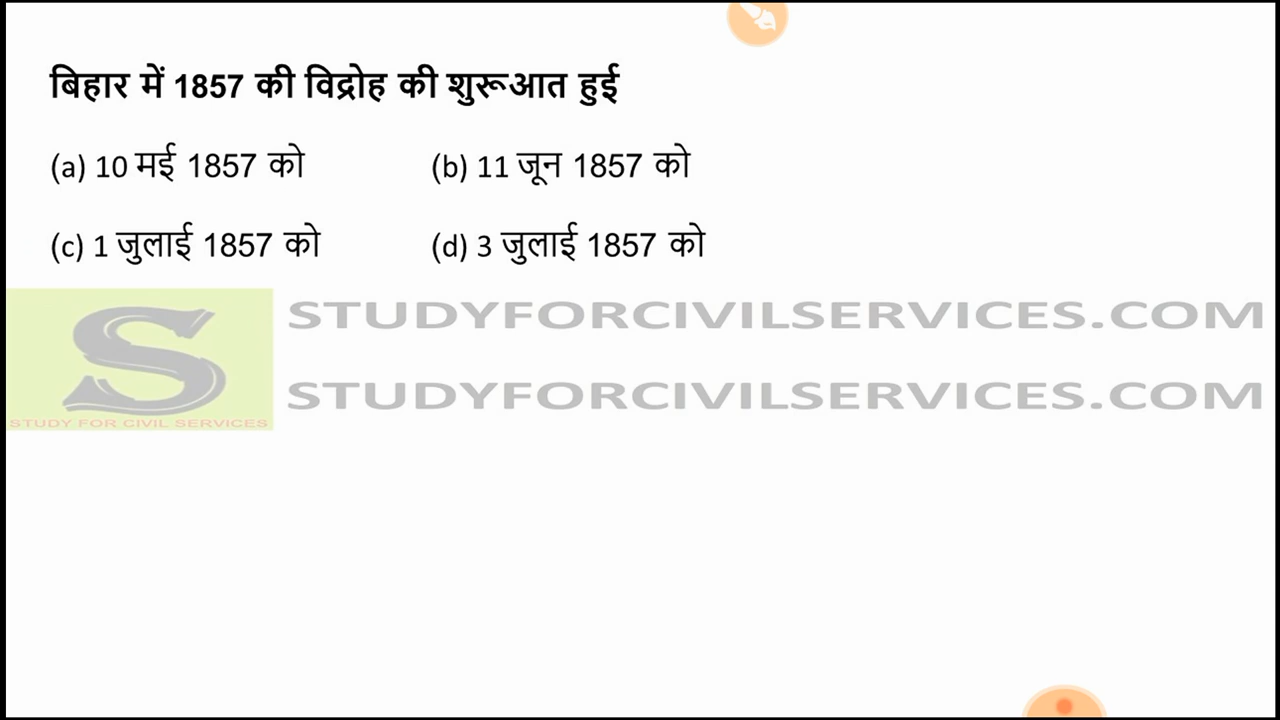 बिहार में 1857 की विद्रोह की शुरूआत हुई
(a) 10 मई 1857 को (b) 11 जून 1857 को
(c) 1 जुलाई 1857 को (d) 3 जुलाई 1857 को
STUDYFORCIVILSERVICES.COM
STUDYFORCIVILSERVICES.COM
S
STUDY FOR CIVIL SERVICES